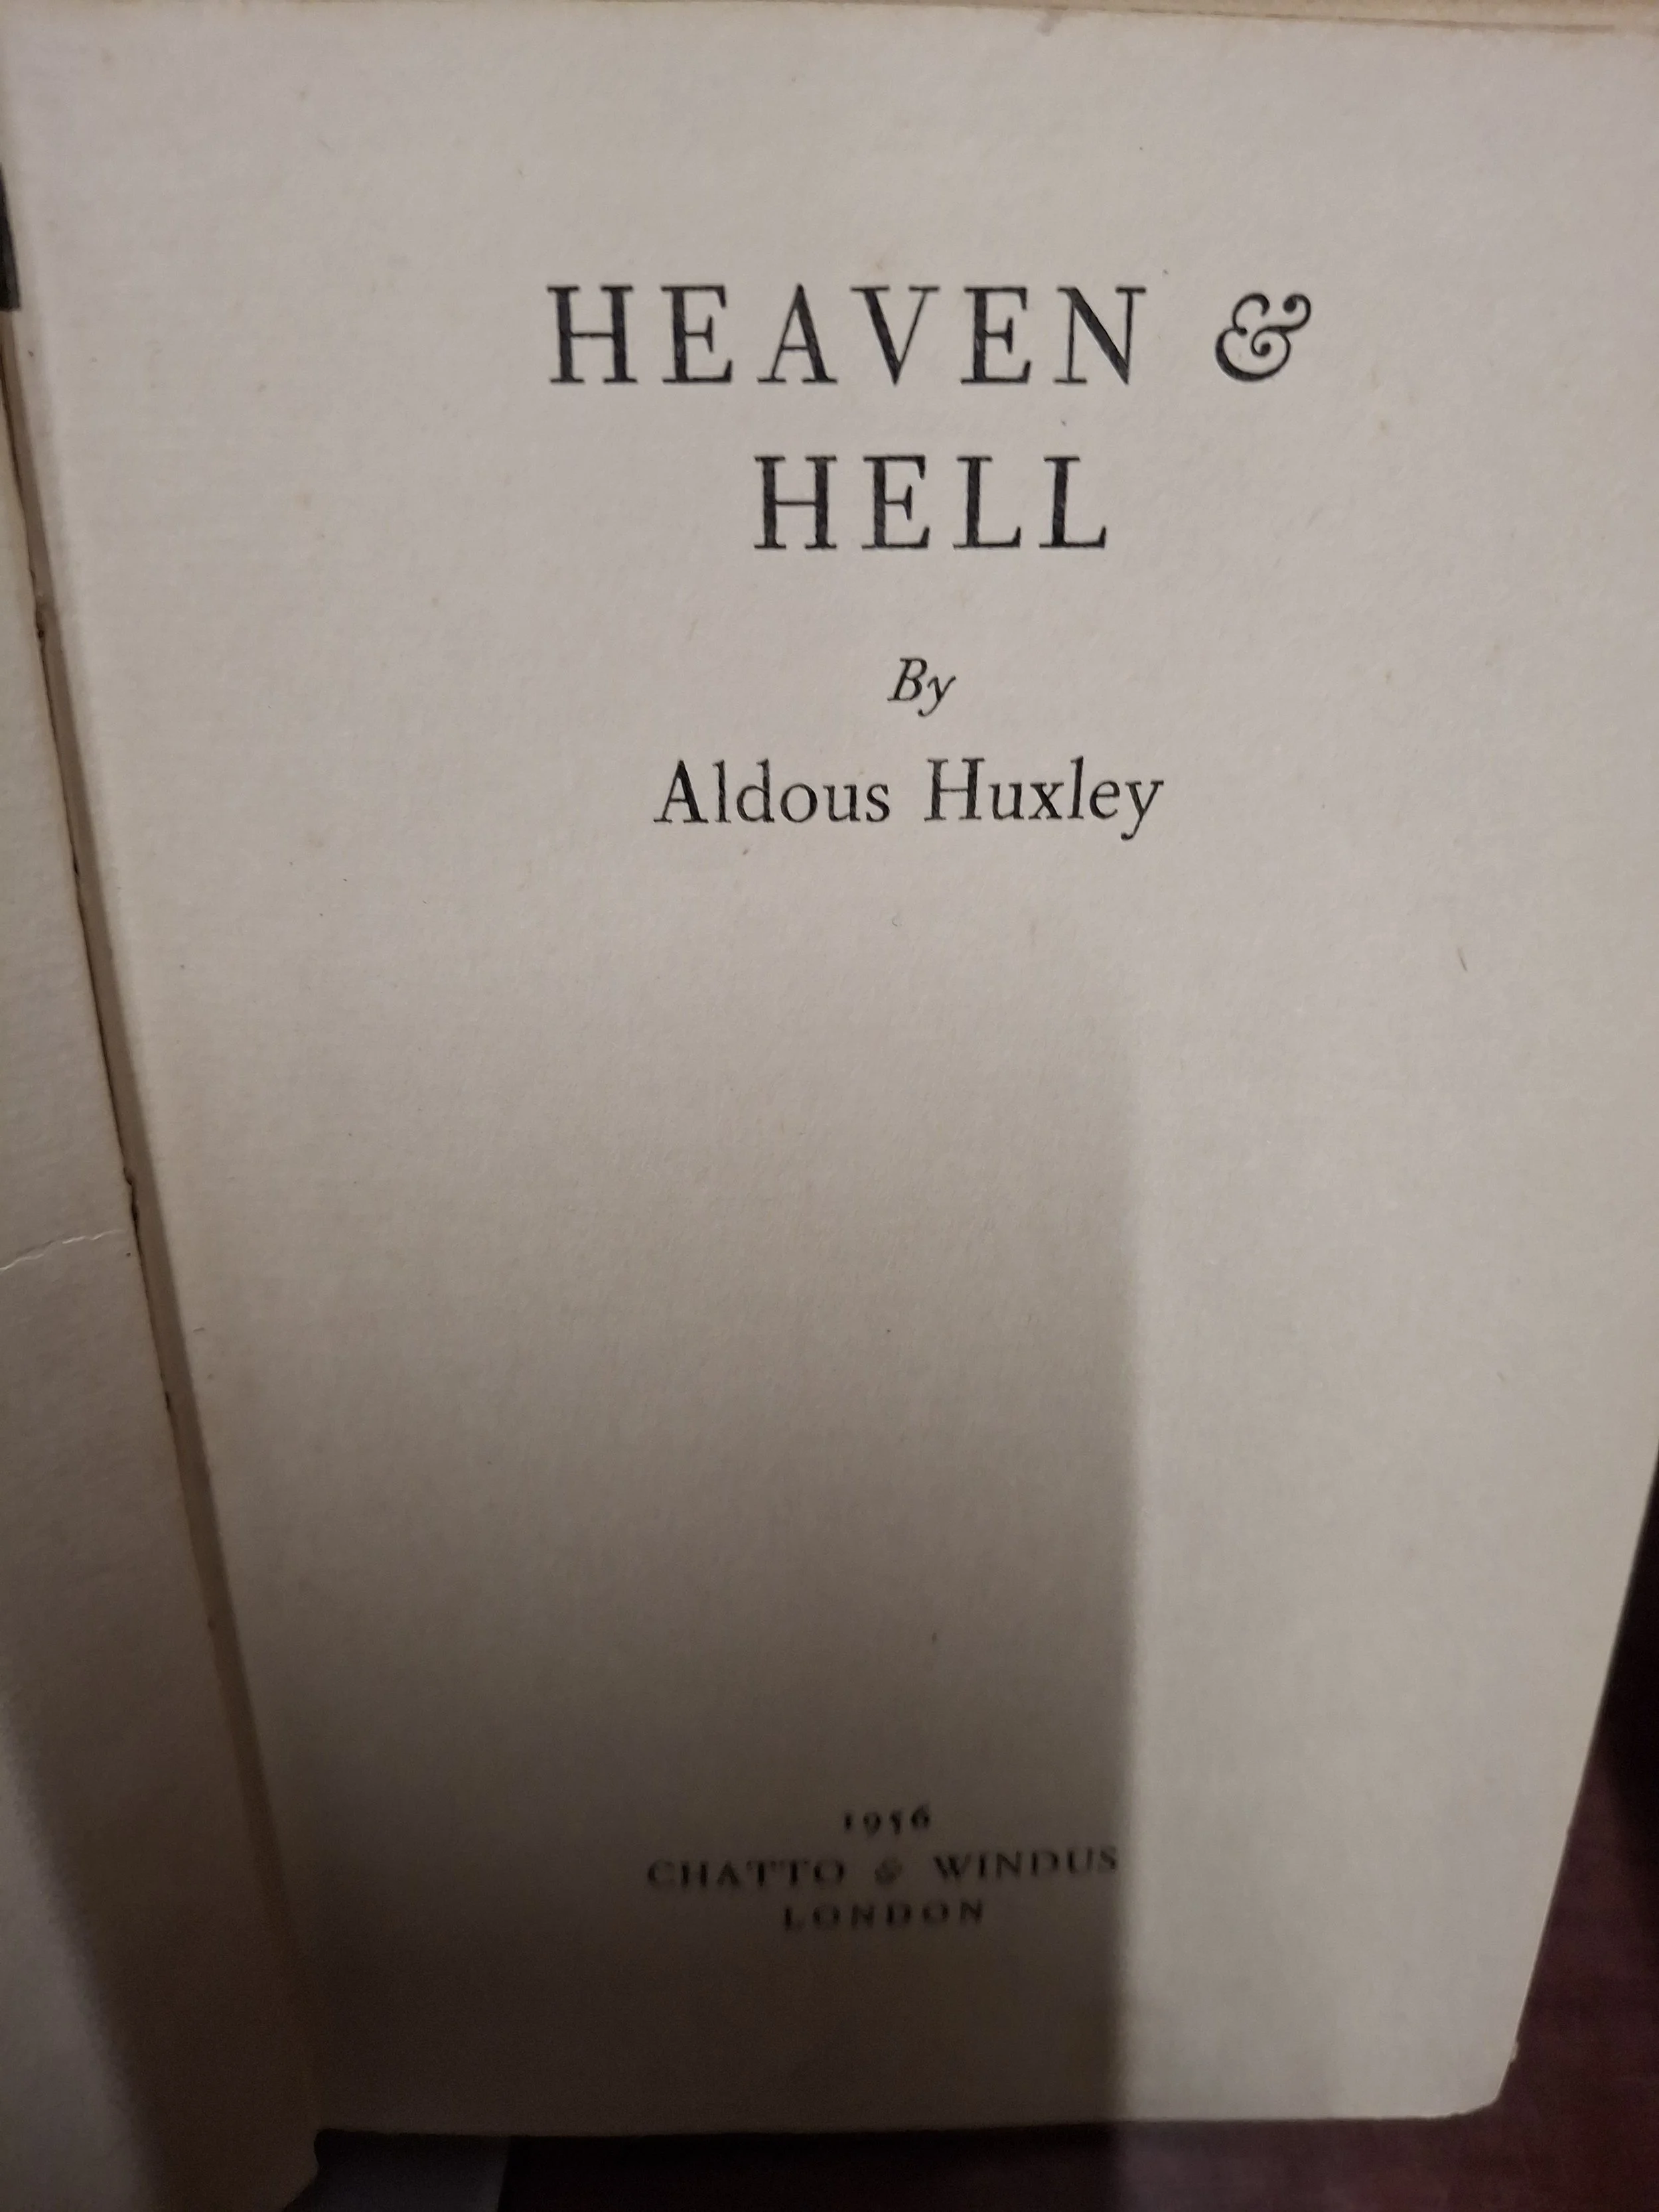 HEAVEN &
HELL
By
Aldous Huxley
1956
CHATTO & WINDUS
LONDON